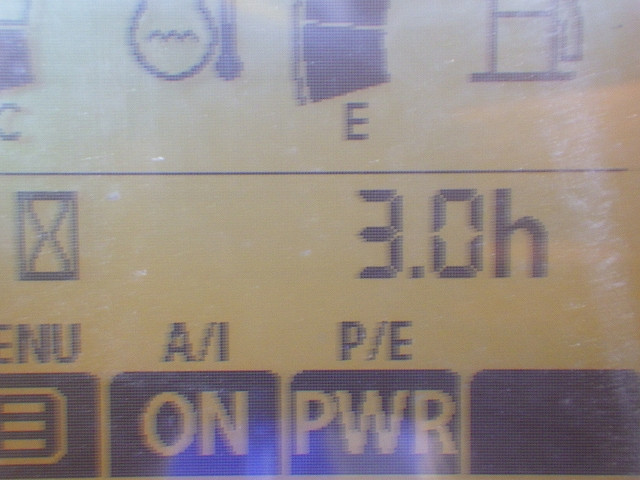 C E
3.0h
ENU A/I P/E
ON PWR